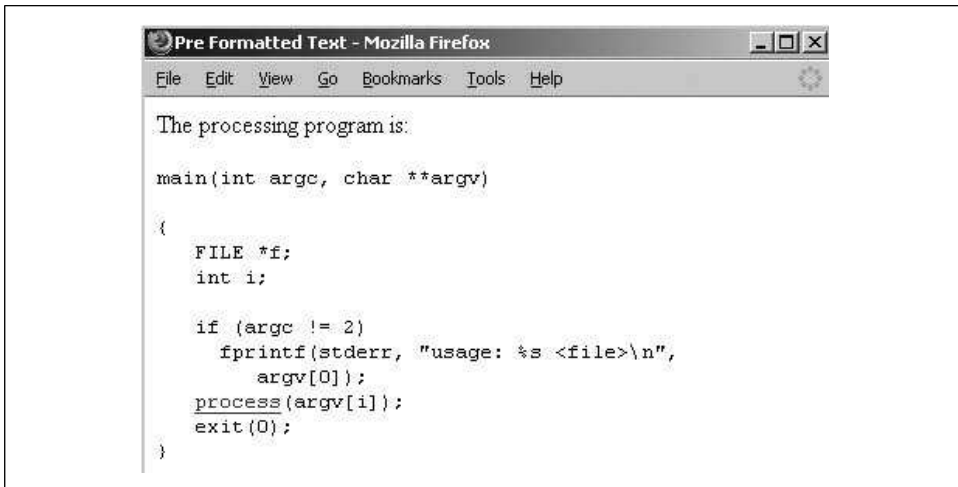 Pre Formatted Text - Mozilla Firefox
File Edit View Go Bookmarks Tools Help
The processing program is:
main(int argc, char **argv)
{
FILE *f;
int i;
if (argc != 2)
fprintf(stderr, "usage: %s <file>\n",
argv[0]);
process(argv[i]);
exit(0);
}